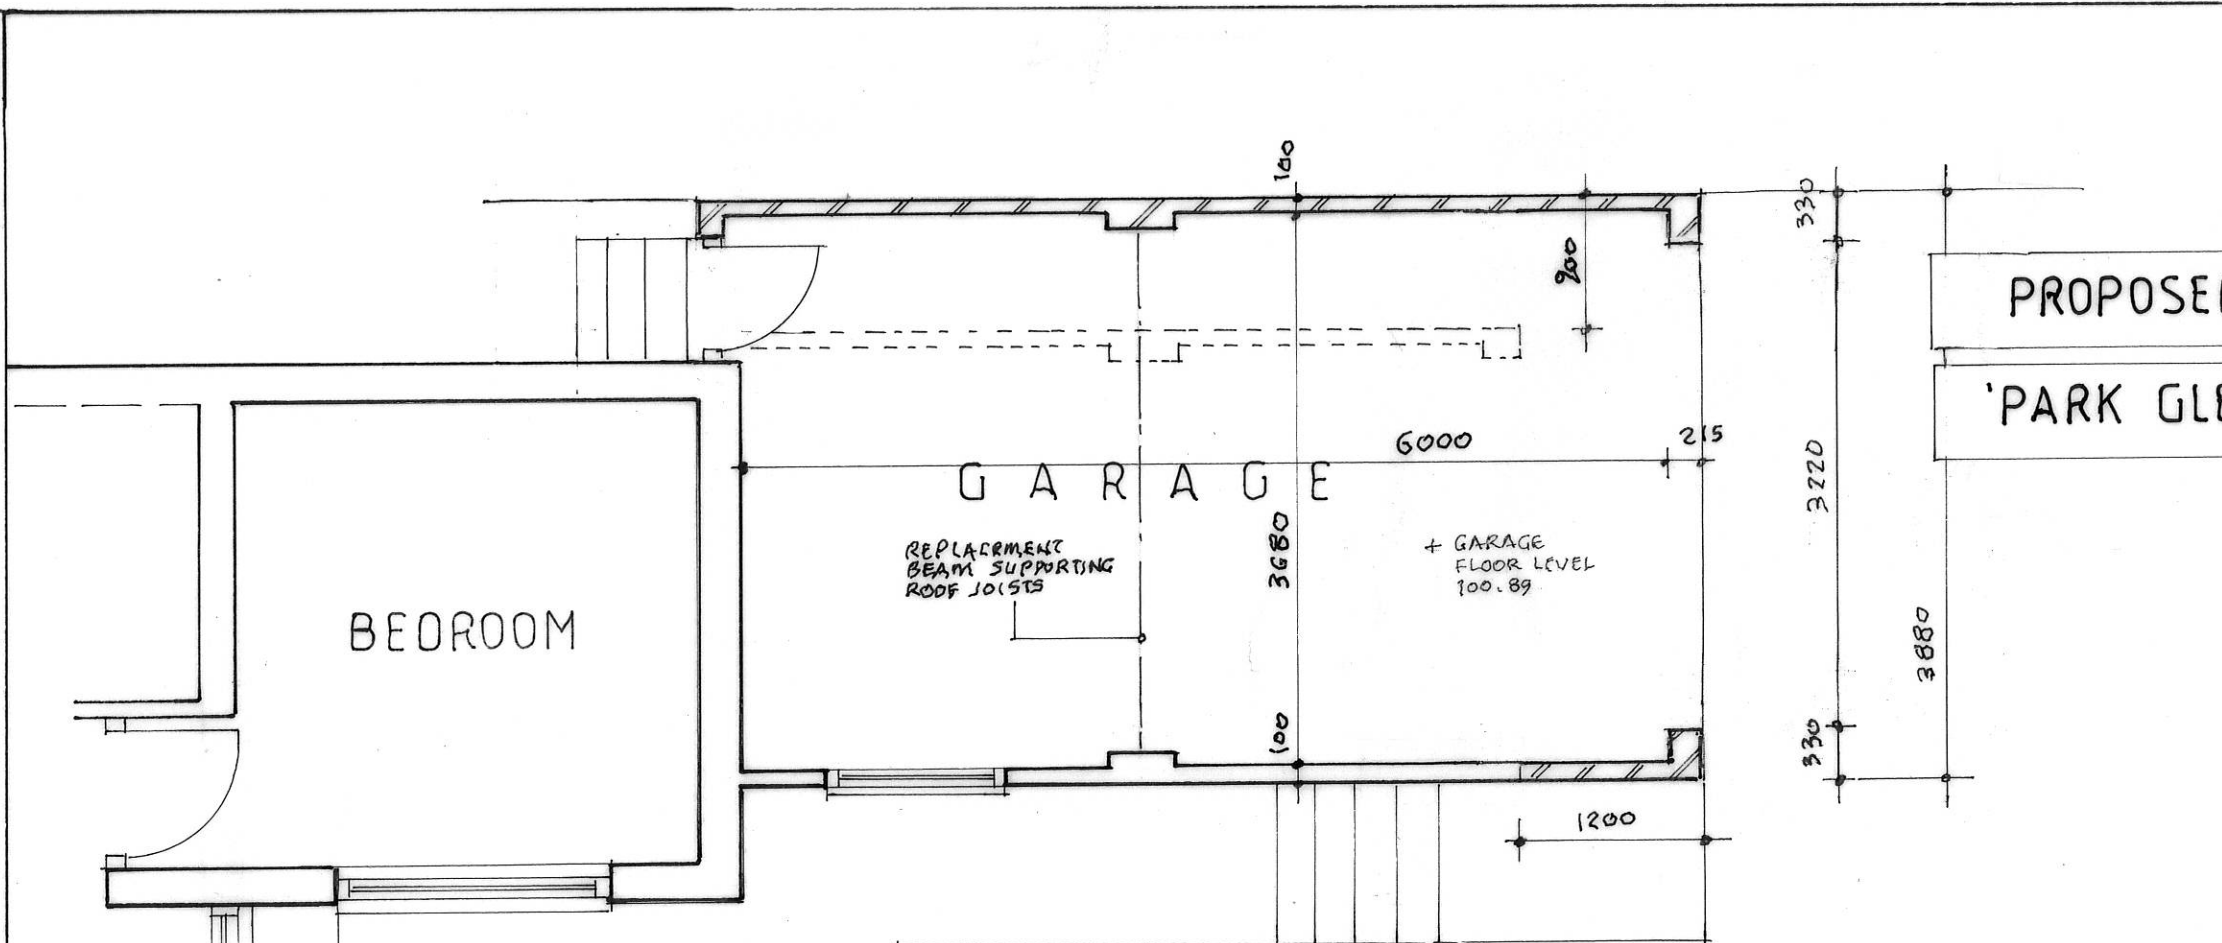 100
330
900
PROPOSE
'PARK GL
6000
215
GARAGE
3220
REPLACEMENT
BEAM SUPPORTING
ROOF JOISTS
3680
+ GARAGE
FLOOR LEVEL
100.89
BEDROOM
3880
100
330
1200